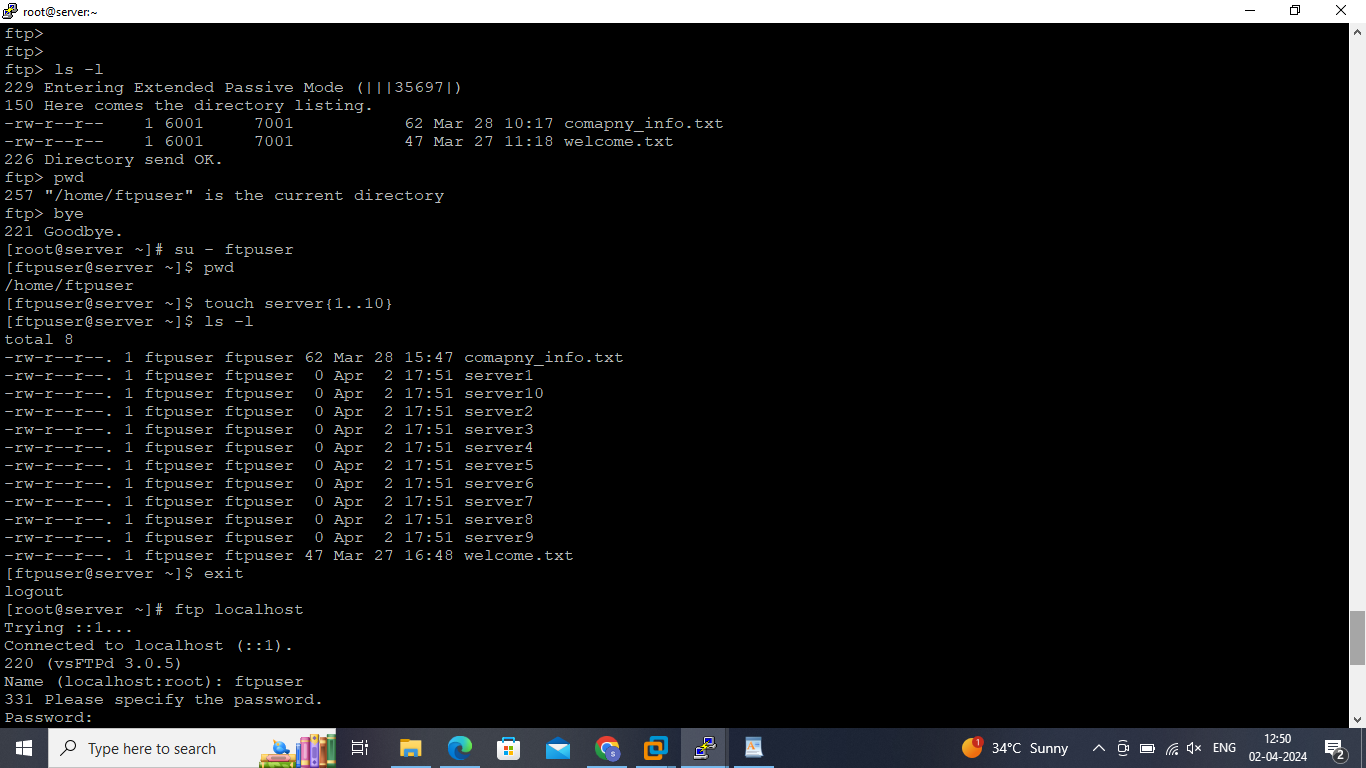 root@server:~
ftp>
ftp>
ftp> ls -l
229 Entering Extended Passive Mode (|||35697|)
150 Here comes the directory listing.
-rw-r--r--    1 6001     7001           62 Mar 28 10:17 comapny_info.txt
-rw-r--r--    1 6001     7001           47 Mar 27 11:18 welcome.txt
226 Directory send OK.
ftp> pwd
257 "/home/ftpuser" is the current directory
ftp> bye
221 Goodbye.
[root@server ~]# su - ftpuser
[ftpuser@server ~]$ pwd
/home/ftpuser
[ftpuser@server ~]$ touch server{1..10}
[ftpuser@server ~]$ ls -l
total 8
-rw-r--r--. 1 ftpuser ftpuser 62 Mar 28 15:47 comapny_info.txt
-rw-r--r--. 1 ftpuser ftpuser  0 Apr  2 17:51 server1
-rw-r--r--. 1 ftpuser ftpuser  0 Apr  2 17:51 server10
-rw-r--r--. 1 ftpuser ftpuser  0 Apr  2 17:51 server2
-rw-r--r--. 1 ftpuser ftpuser  0 Apr  2 17:51 server3
-rw-r--r--. 1 ftpuser ftpuser  0 Apr  2 17:51 server4
-rw-r--r--. 1 ftpuser ftpuser  0 Apr  2 17:51 server5
-rw-r--r--. 1 ftpuser ftpuser  0 Apr  2 17:51 server6
-rw-r--r--. 1 ftpuser ftpuser  0 Apr  2 17:51 server7
-rw-r--r--. 1 ftpuser ftpuser  0 Apr  2 17:51 server8
-rw-r--r--. 1 ftpuser ftpuser  0 Apr  2 17:51 server9
-rw-r--r--. 1 ftpuser ftpuser 47 Mar 27 16:48 welcome.txt
[ftpuser@server ~]$ exit
logout
[root@server ~]# ftp localhost
Trying ::1...
Connected to localhost (::1).
220 (vsFTPd 3.0.5)
Name (localhost:root): ftpuser
331 Please specify the password.
Password:
Type here to search
1
34°C Sunny
ENG
12:50
02-04-2024
2